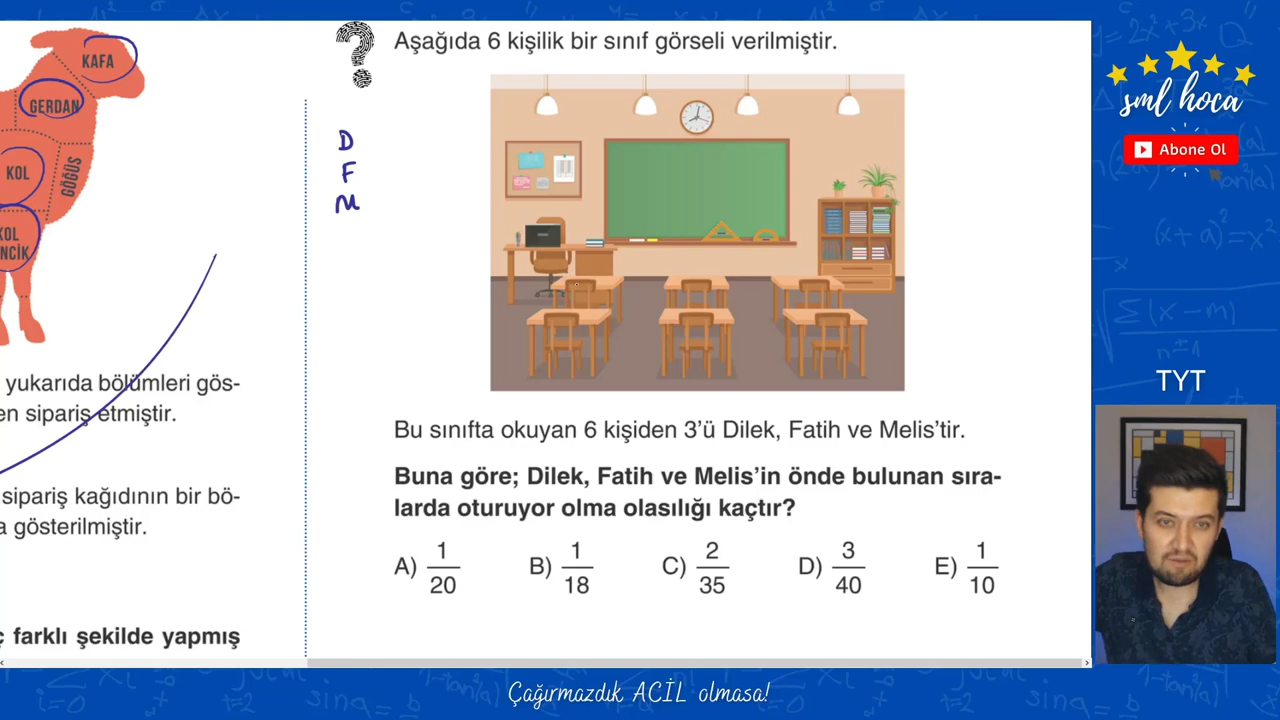 KAFA
GERDAN
KOL
GÖĞÜS
KOL
NCİK
yukarıda bölümleri gös-
en sipariş etmiştir.
sipariş kağıdının bir bö-
a gösterilmiştir.
ç farklı şekilde yapmış
?
Aşağıda 6 kişilik bir sınıf görseli verilmiştir.
D
F
M
Bu sınıfta okuyan 6 kişiden 3’ü Dilek, Fatih ve Melis’tir.
Buna göre; Dilek, Fatih ve Melis’in önde bulunan sıra-
larda oturuyor olma olasılığı kaçtır?
A) 1/20 B) 1/18 C) 2/35 D) 3/40 E) 1/10
sml hoca
Abone Ol
TYT
Çağırmazdık ACİL olmasa!